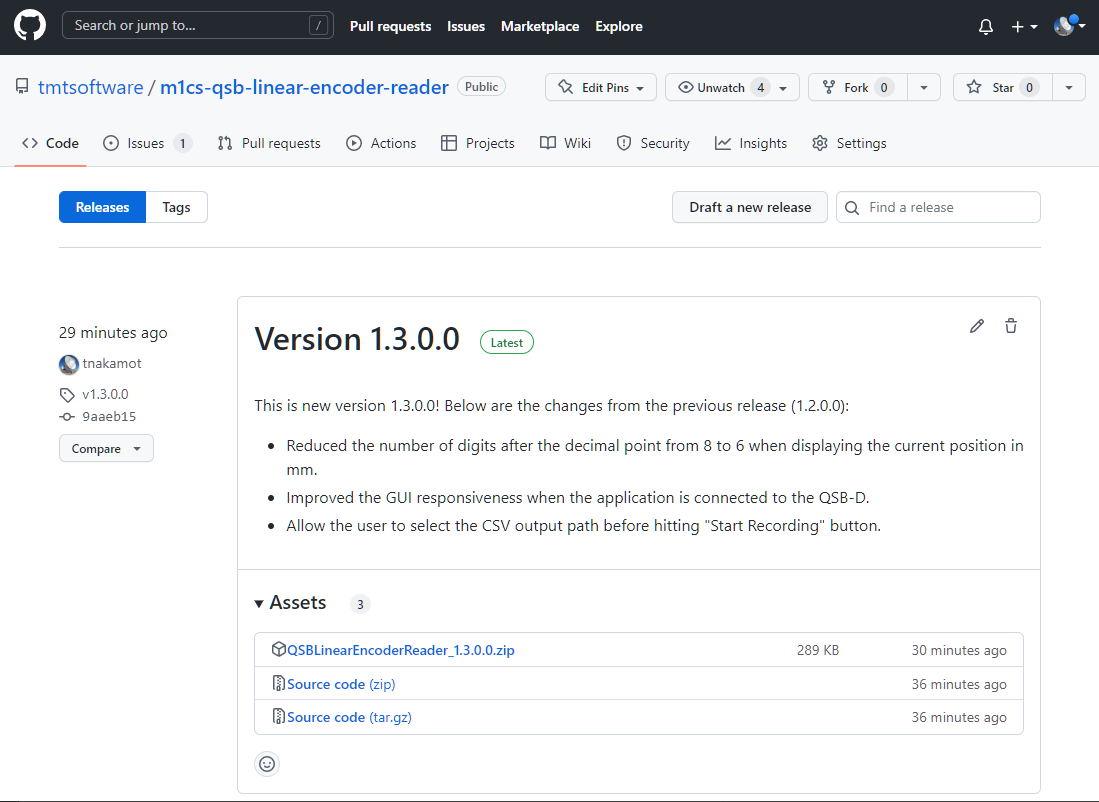 Search or jump to... /
Pull requests Issues Marketplace Explore
tmtsoftware / m1cs-qsb-linear-encoder-reader Public
Edit Pins Unwatch 4 Fork 0 Star 0
Code Issues 1 Pull requests Actions Projects Wiki Security Insights Settings
Releases Tags
Draft a new release Find a release
29 minutes ago
tnakamot
v1.3.0.0
9aaeb15
Compare
Version 1.3.0.0 Latest
This is new version 1.3.0.0! Below are the changes from the previous release (1.2.0.0):
• Reduced the number of digits after the decimal point from 8 to 6 when displaying the current position in
mm.
• Improved the GUI responsiveness when the application is connected to the QSB-D.
• Allow the user to select the CSV output path before hitting "Start Recording" button.
Assets 3
QSBLinearEncoderReader_1.3.0.0.zip 289 KB 30 minutes ago
Source code (zip) 36 minutes ago
Source code (tar.gz) 36 minutes ago